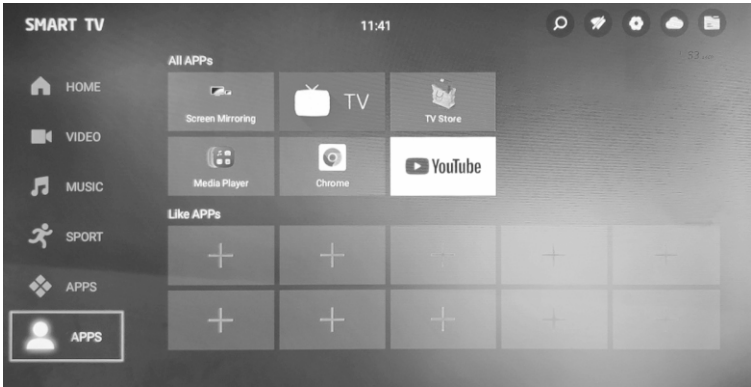 SMART TV
11:41
HOME
VIDEO
MUSIC
SPORT
APPS
APPS
All APPs
Screen Mirroring
TV
TV Store
Media Player
Chrome
YouTube
Like APPs